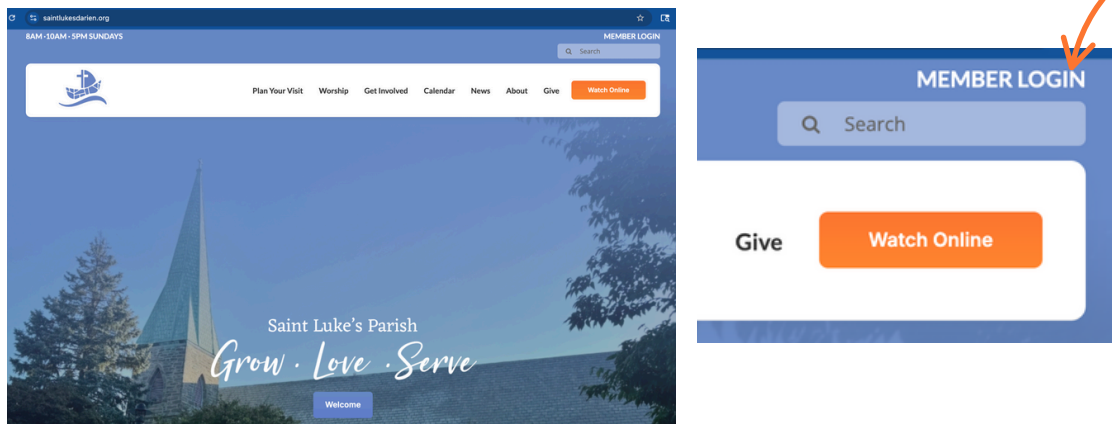 saintlukesdarien.org
8AM -10AM - 5PM SUNDAYS
MEMBER LOGIN
Search
Plan Your Visit Worship Get Involved Calendar News About Give Watch Online
Saint Luke's Parish
Grow · Love · Serve
Welcome
MEMBER LOGIN
Search
Give Watch Online